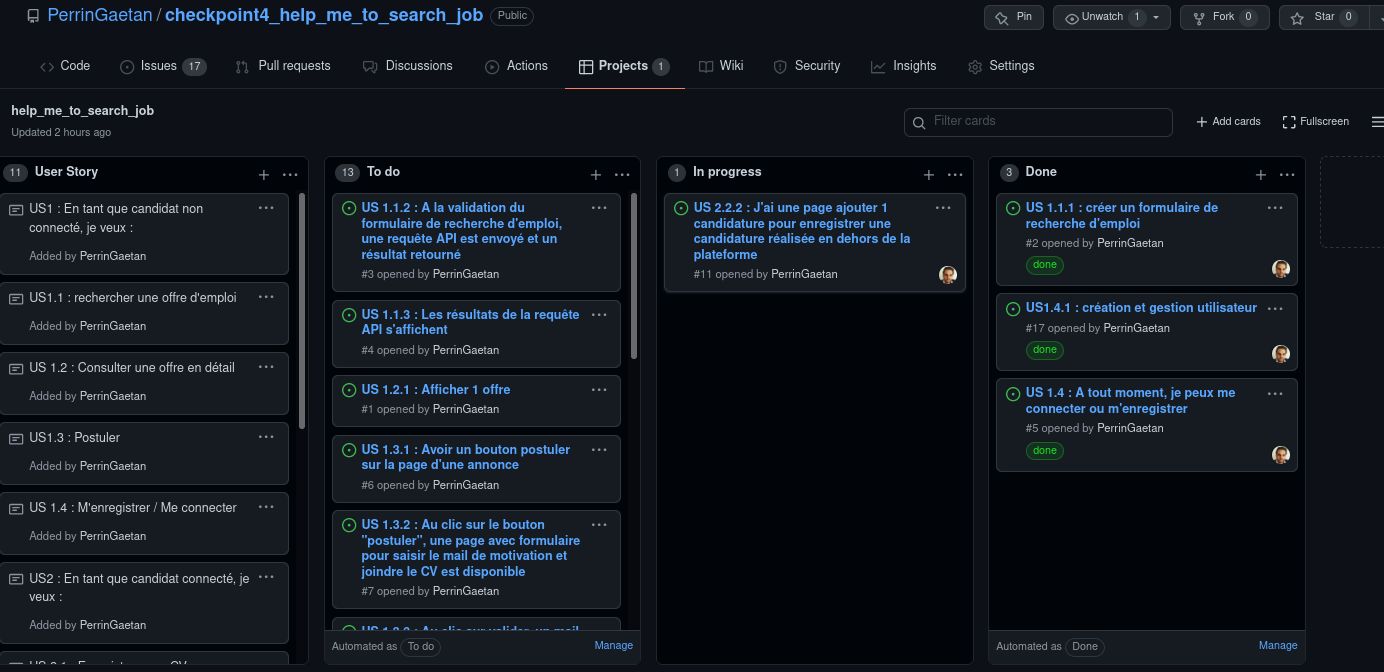 PerrinGaetan / checkpoint4_help_me_to_search_job Public
Pin
Unwatch 1
Fork 0
Star 0
Code
Issues 17
Pull requests
Discussions
Actions
Projects 1
Wiki
Security
Insights
Settings
help_me_to_search_job
Updated 2 hours ago
Filter cards
+ Add cards
Fullscreen
11 User Story
US1 : En tant que candidat non
connecté, je veux :
Added by PerrinGaetan
US1.1 : rechercher une offre d'emploi
Added by PerrinGaetan
US 1.2 : Consulter une offre en détail
Added by PerrinGaetan
US1.3 : Postuler
Added by PerrinGaetan
US 1.4 : M'enregistrer / Me connecter
Added by PerrinGaetan
US2 : En tant que candidat connecté, je
veux :
Added by PerrinGaetan
13 To do
US 1.1.2 : A la validation du
formulaire de recherche d'emploi,
une requête API est envoyé et un
résultat retourné
#3 opened by PerrinGaetan
US 1.1.3 : Les résultats de la requête
API s'affichent
#4 opened by PerrinGaetan
US 1.2.1 : Afficher 1 offre
#1 opened by PerrinGaetan
US 1.3.1 : Avoir un bouton postuler
sur la page d'une annonce
#6 opened by PerrinGaetan
US 1.3.2 : Au clic sur le bouton
"postuler", une page avec formulaire
pour saisir le mail de motivation et
joindre le CV est disponible
#7 opened by PerrinGaetan
Automated as To do
Manage
1 In progress
US 2.2.2 : J'ai une page ajouter 1
candidature pour enregistrer une
candidature réalisée en dehors de la
plateforme
#11 opened by PerrinGaetan
3 Done
US 1.1.1 : créer un formulaire de
recherche d'emploi
#2 opened by PerrinGaetan
done
US1.4.1 : création et gestion utilisateur
#17 opened by PerrinGaetan
done
US 1.4 : A tout moment, je peux me
connecter ou m'enregistrer
#5 opened by PerrinGaetan
done
Automated as Done
Manage